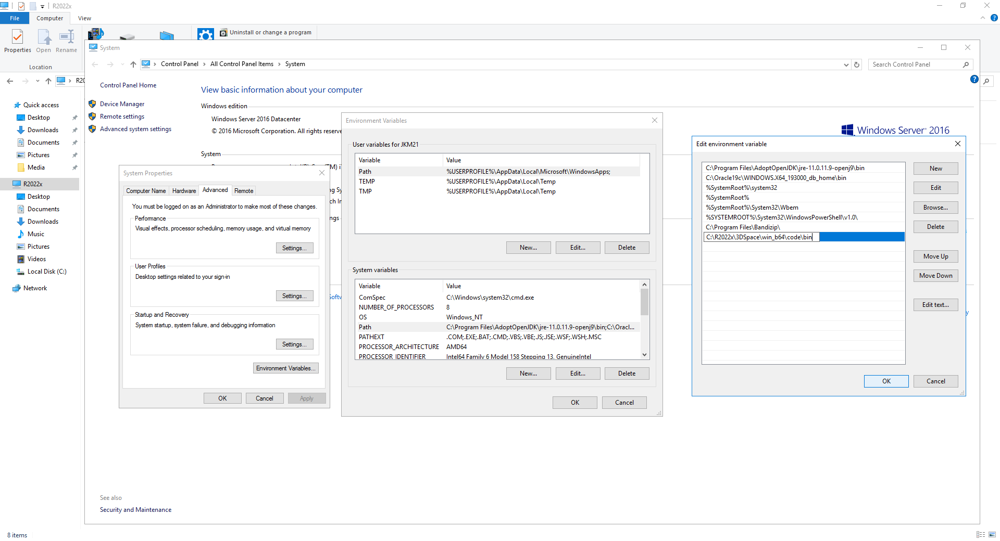 R2022x
File
Computer
View
Properties
Open
Rename
Location
Uninstall or change a program
System
Control Panel
All Control Panel Items
System
Search Control Panel
Control Panel Home
Device Manager
Remote settings
Advanced system settings
View basic information about your computer
Windows edition
Windows Server 2016 Datacenter
© 2016 Microsoft Corporation. All rights reserve
System
Windows Server 2016
See also
Security and Maintenance
Quick access
Desktop
Downloads
Documents
Pictures
Media
R2022x
Desktop
Documents
Downloads
Music
Pictures
Videos
Local Disk (C:)
Network
8 items
System Properties
Computer Name
Hardware
Advanced
Remote
You must be logged on as an Administrator to make most of these changes.
Performance
Visual effects, processor scheduling, memory usage, and virtual memory
Settings...
User Profiles
Desktop settings related to your sign-in
Settings...
Startup and Recovery
System startup, system failure, and debugging information
Settings...
Environment Variables...
OK
Cancel
Apply
Environment Variables
User variables for JKM21
Variable Value
Path %USERPROFILE%\AppData\Local\Microsoft\WindowsApps;
TEMP %USERPROFILE%\AppData\Local\Temp
TMP %USERPROFILE%\AppData\Local\Temp
New...
Edit...
Delete
System variables
Variable Value
ComSpec C:\Windows\system32\cmd.exe
NUMBER_OF_PROCESSORS 8
OS Windows_NT
Path C:\Program Files\AdoptOpenJDK\jre-11.0.11.9-openj9\bin;C:\Oracl...
PATHEXT .COM;.EXE;.BAT;.CMD;.VBS;.VBE;.JS;.JSE;.WSF;.WSH;.MSC
PROCESSOR_ARCHITECTURE AMD64
PROCESSOR_IDENTIFIER Intel64 Family 6 Model 158 Stepping 13, GenuineIntel
New...
Edit...
Delete
OK
Cancel
Edit environment variable
C:\Program Files\AdoptOpenJDK\jre-11.0.11.9-openj9\bin
C:\Oracle19c\WINDOWS.X64_193000_db_home\bin
%SystemRoot%\system32
%SystemRoot%
%SystemRoot%\System32\Wbem
%SYSTEMROOT%\System32\WindowsPowerShell\v1.0\
C:\Program Files\Bandizip\
C:\R2022x\3DSpace\win_b64\code\bin
New
Edit
Browse...
Delete
Move Up
Move Down
Edit text...
OK
Cancel